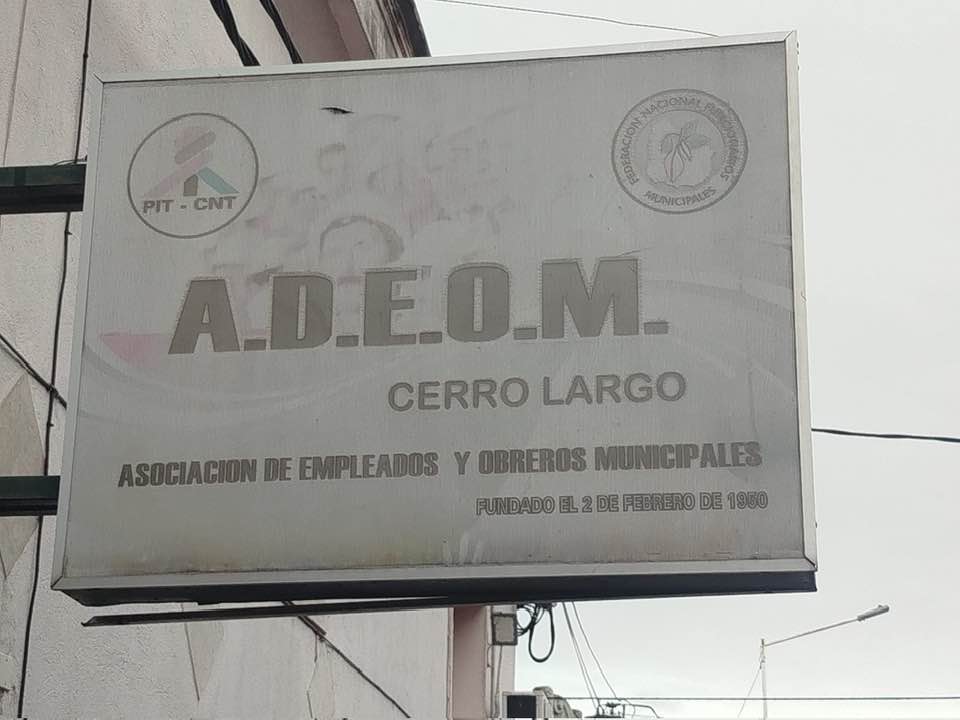 PIT - CNT
FEDERACION NACIONAL FUNCIONARIOS
MUNICIPALES
A.D.E.O.M.
CERRO LARGO
ASOCIACION DE EMPLEADOS Y OBREROS MUNICIPALES
FUNDADO EL 2 DE FEBRERO DE 1950